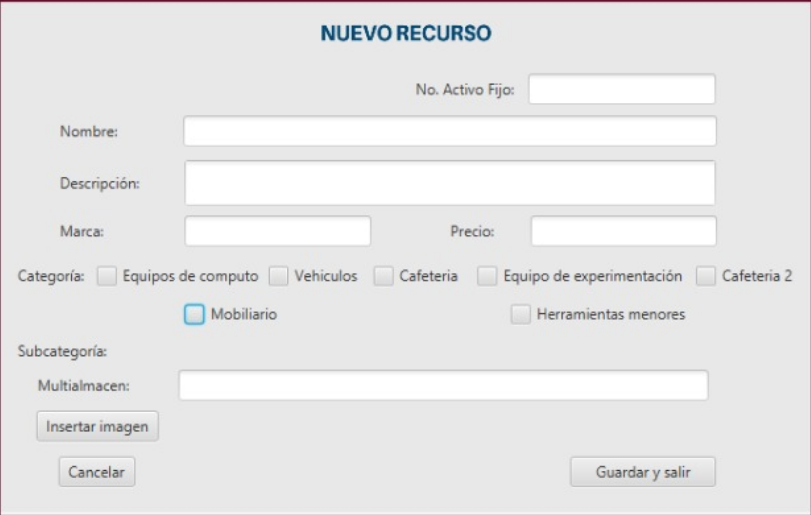 NUEVO RECURSO
No. Activo Fijo:
Nombre:
Descripción:
Marca: Precio:
Categoría: Equipos de computo Vehiculos Cafeteria Equipo de experimentación Cafeteria 2
Mobiliario Herramientas menores
Subcategoría:
Multialmacen:
Insertar imagen
Cancelar Guardar y salir